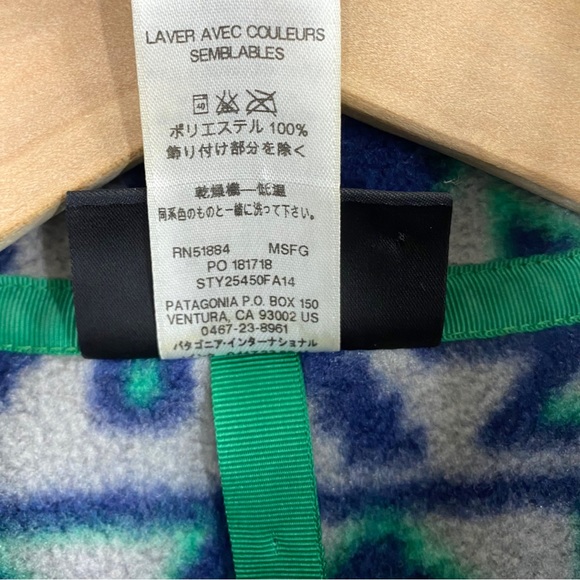 LAVER AVEC COULEURS
SEMBLABLES
40
ポリエステル 100%
飾り付け部分を除く
乾燥機—低温
同系色のものと一緒に洗って下さい。
RN51884 MSFG
PO 181718
STY25450FA14
PATAGONIA P.O. BOX 150
VENTURA, CA 93002 US
0467-23-8961
パタゴニア・インターナショナル